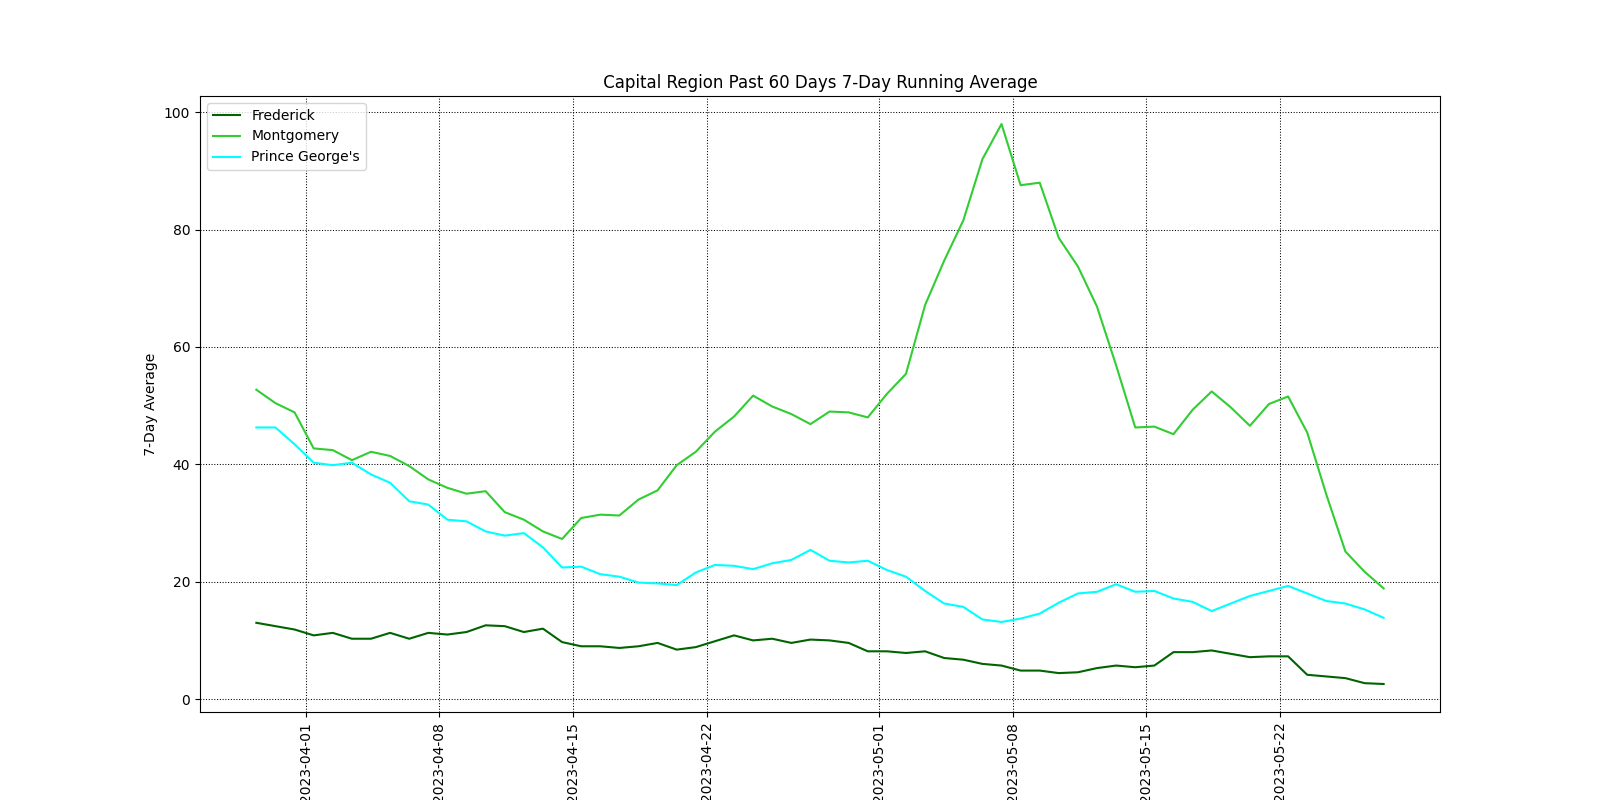 Capital Region Past 60 Days 7-Day Running Average
Frederick
Montgomery
Prince George's
7-Day Average
100
80
60
40
20
0
2023-04-01
2023-04-08
2023-04-15
2023-04-22
2023-05-01
2023-05-08
2023-05-15
2023-05-22